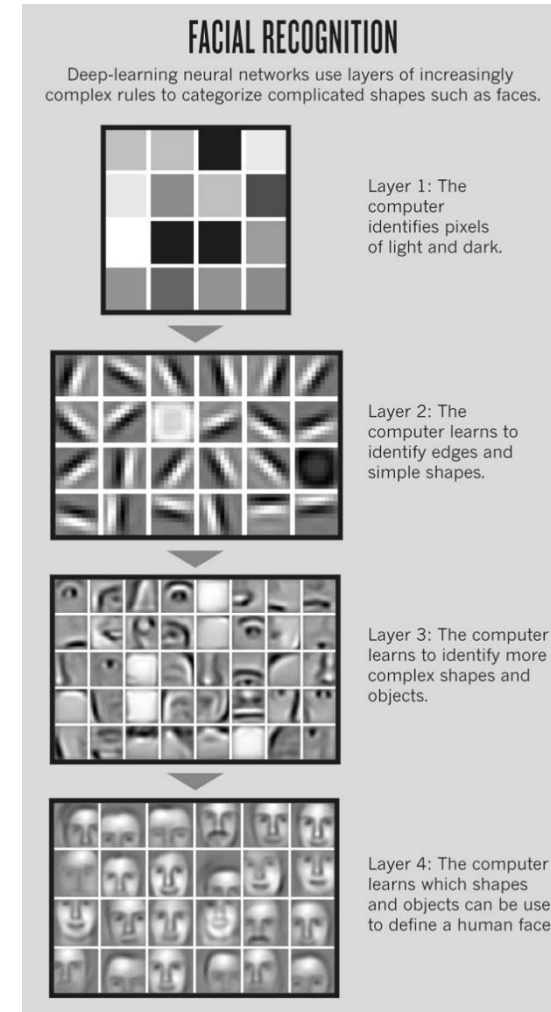 FACIAL RECOGNITION
Deep-learning neural networks use layers of increasingly
complex rules to categorize complicated shapes such as faces.
Layer 1: The
computer
identifies pixels
of light and dark.
Layer 2: The
computer learns to
identify edges and
simple shapes.
Layer 3: The computer
learns to identify more
complex shapes and
objects.
Layer 4: The computer
learns which shapes
and objects can be use
to define a human face